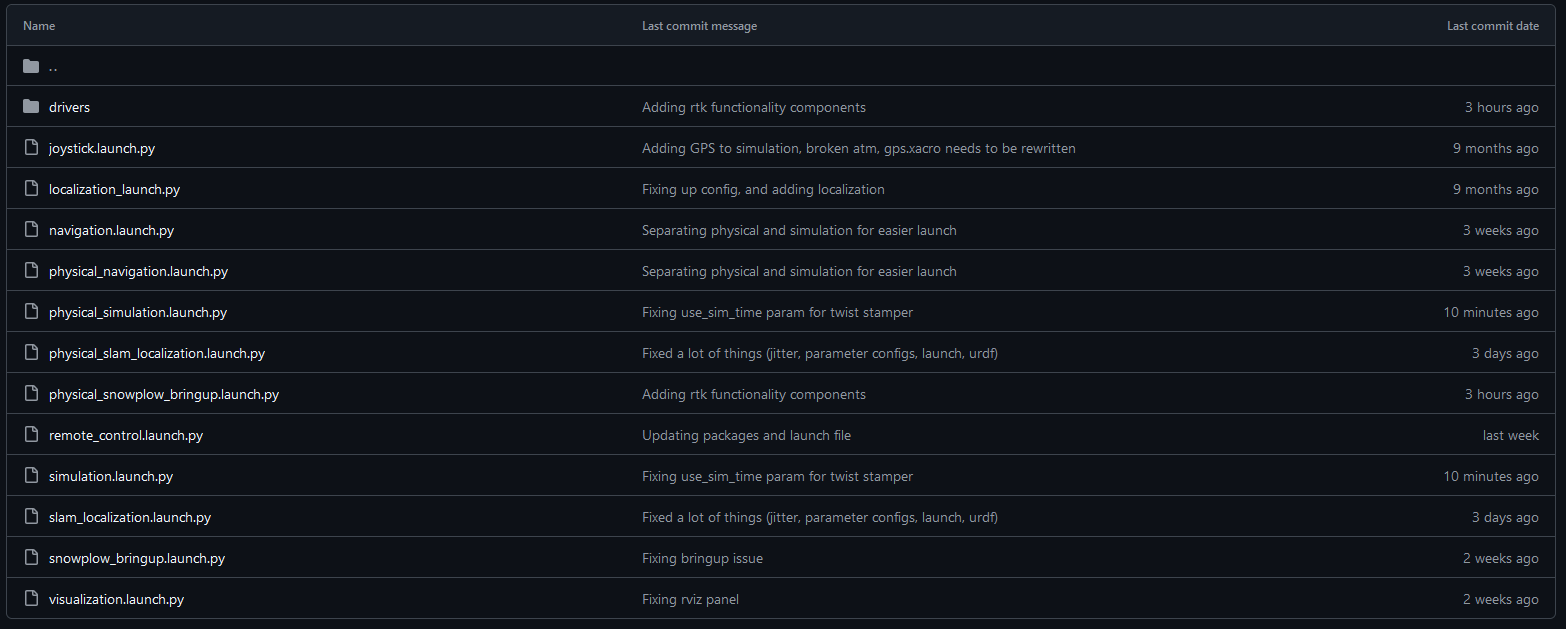 Name Last commit message Last commit date
..
drivers Adding rtk functionality components 3 hours ago
joystick.launch.py Adding GPS to simulation, broken atm, gps.xacro needs to be rewritten 9 months ago
localization_launch.py Fixing up config, and adding localization 9 months ago
navigation.launch.py Separating physical and simulation for easier launch 3 weeks ago
physical_navigation.launch.py Separating physical and simulation for easier launch 3 weeks ago
physical_simulation.launch.py Fixing use_sim_time param for twist stamper 10 minutes ago
physical_slam_localization.launch.py Fixed a lot of things (jitter, parameter configs, launch, urdf) 3 days ago
physical_snowplow_bringup.launch.py Adding rtk functionality components 3 hours ago
remote_control.launch.py Updating packages and launch file last week
simulation.launch.py Fixing use_sim_time param for twist stamper 10 minutes ago
slam_localization.launch.py Fixed a lot of things (jitter, parameter configs, launch, urdf) 3 days ago
snowplow_bringup.launch.py Fixing bringup issue 2 weeks ago
visualization.launch.py Fixing rviz panel 2 weeks ago